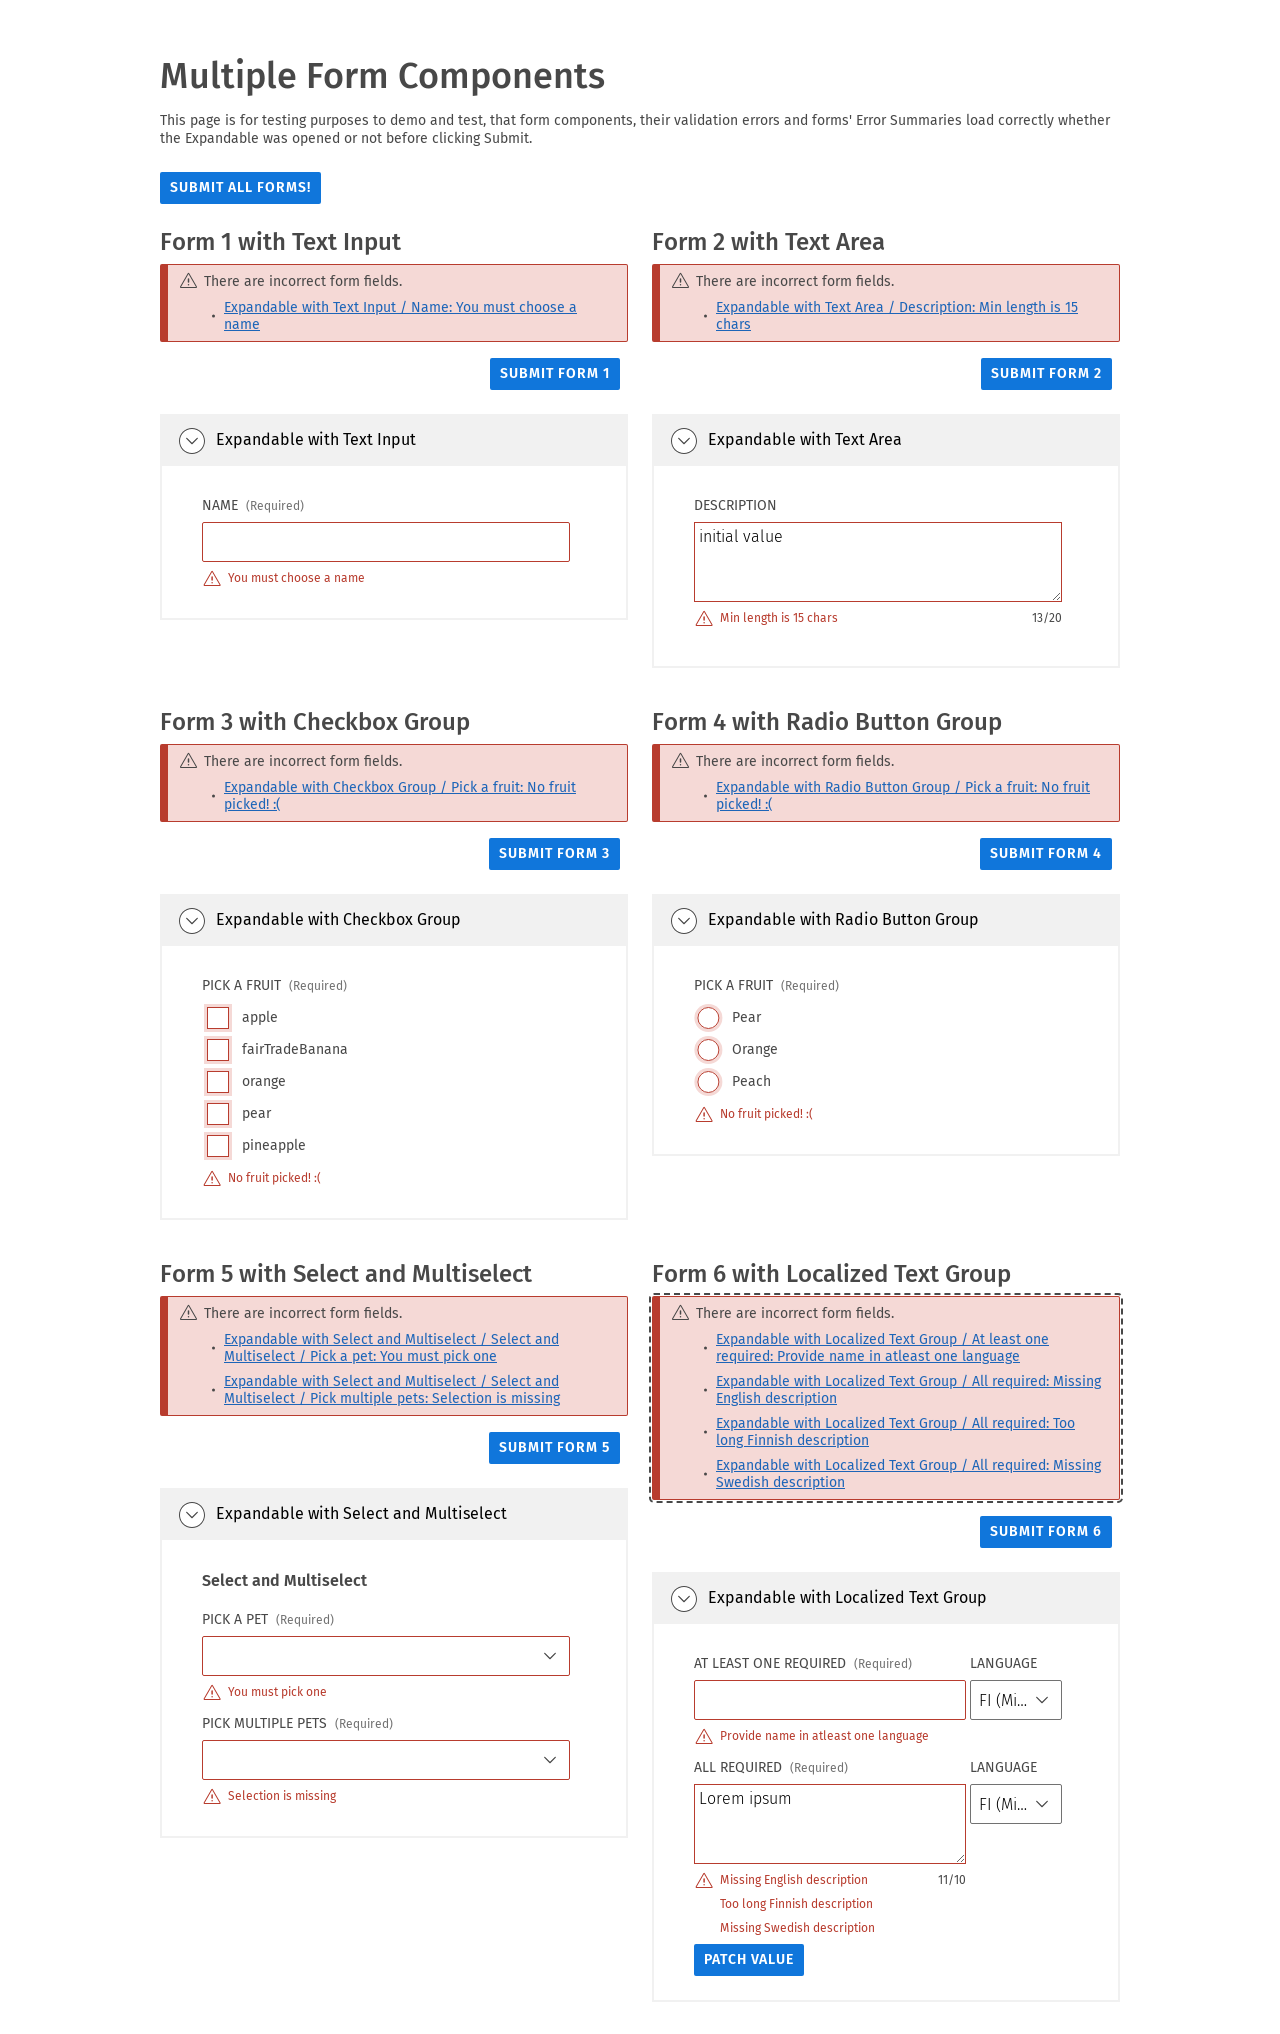 Multiple Form Components
This page is for testing purposes to demo and test, that form components, their validation errors and forms' Error Summaries load correctly whether
the Expandable was opened or not before clicking Submit.
SUBMIT ALL FORMS!
Form 1 with Text Input
There are incorrect form fields.
Expandable with Text Input / Name: You must choose a
name
SUBMIT FORM 1
Expandable with Text Input
NAME (Required)
You must choose a name
Form 2 with Text Area
There are incorrect form fields.
Expandable with Text Area / Description: Min length is 15
chars
SUBMIT FORM 2
Expandable with Text Area
DESCRIPTION
initial value
Min length is 15 chars 13/20
Form 3 with Checkbox Group
There are incorrect form fields.
Expandable with Checkbox Group / Pick a fruit: No fruit
picked! :(
SUBMIT FORM 3
Expandable with Checkbox Group
PICK A FRUIT (Required)
apple
fairTradeBanana
orange
pear
pineapple
No fruit picked! :(
Form 4 with Radio Button Group
There are incorrect form fields.
Expandable with Radio Button Group / Pick a fruit: No fruit
picked! :(
SUBMIT FORM 4
Expandable with Radio Button Group
PICK A FRUIT (Required)
Pear
Orange
Peach
No fruit picked! :(
Form 5 with Select and Multiselect
There are incorrect form fields.
Expandable with Select and Multiselect / Select and
Multiselect / Pick a pet: You must pick one
Expandable with Select and Multiselect / Select and
Multiselect / Pick multiple pets: Selection is missing
SUBMIT FORM 5
Expandable with Select and Multiselect
Select and Multiselect
PICK A PET (Required)
You must pick one
PICK MULTIPLE PETS (Required)
Selection is missing
Form 6 with Localized Text Group
There are incorrect form fields.
Expandable with Localized Text Group / At least one
required: Provide name in atleast one language
Expandable with Localized Text Group / All required: Missing
English description
Expandable with Localized Text Group / All required: Too
long Finnish description
Expandable with Localized Text Group / All required: Missing
Swedish description
SUBMIT FORM 6
Expandable with Localized Text Group
AT LEAST ONE REQUIRED (Required) LANGUAGE
FI (Mi...
Provide name in atleast one language
ALL REQUIRED (Required) LANGUAGE
Lorem ipsum FI (Mi...
Missing English description 11/10
Too long Finnish description
Missing Swedish description
PATCH VALUE